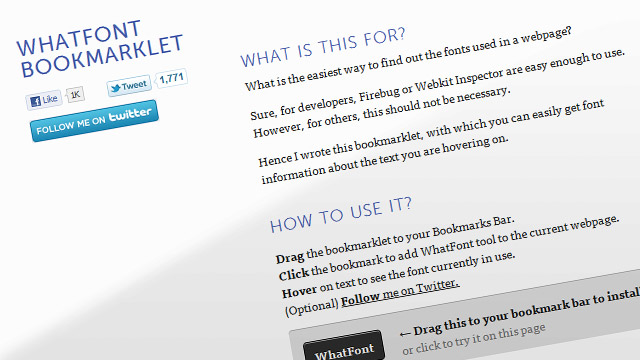 WHATFONT
BOOKMARKLET
Like 1K Tweet 1,771
FOLLOW ME ON twitter
WHAT IS THIS FOR?
What is the easiest way to find out the fonts used in a webpage?
Sure, for developers, Firebug or Webkit Inspector are easy enough to use.
However, for others, this should not be necessary.
Hence I wrote this bookmarklet, with which you can easily get font
information about the text you are hovering on.
HOW TO USE IT?
Drag the bookmarklet to your Bookmarks Bar.
Click the bookmark to add WhatFont tool to the current webpage.
Hover on text to see the font currently in use.
(Optional) Follow me on Twitter.
WhatFont
← Drag this to your bookmark bar to install
or click to try it on this page